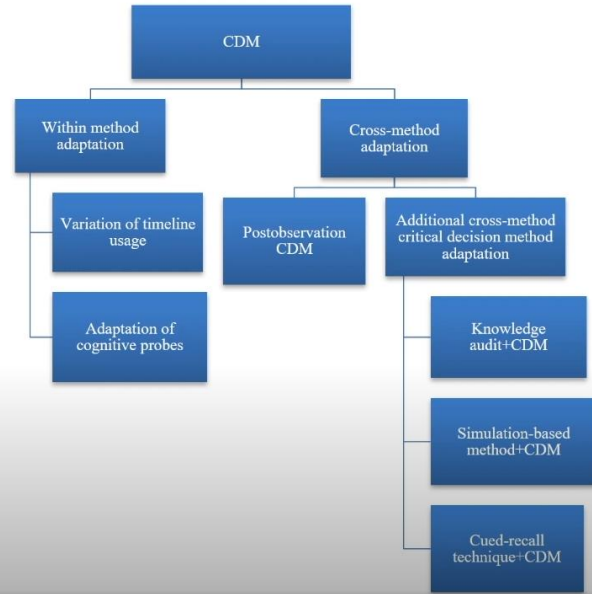 CDM
Within method
adaptation
Cross-method
adaptation
Variation of timeline
usage
Adaptation of
cognitive probes
Postobservation
CDM
Additional cross-method
critical decision method
adaptation
Knowledge
audit+CDM
Simulation-based
method+CDM
Cued-recall
technique+CDM